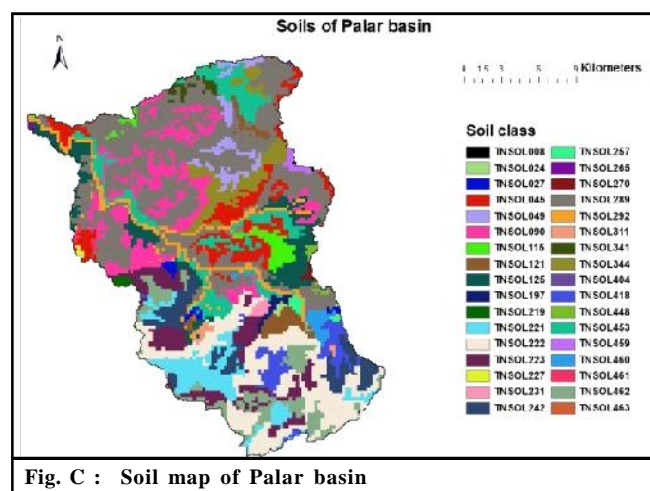 Soils of Palar basin
N
Kilometers
Soil class
TNSOL008 TNSOL257
TNSOL024 TNSOL265
TNSOL027 TNSOL270
TNSOL045 TNSOL289
TNSOL049 TNSOL292
TNSOL090 TNSOL311
TNSOL115 TNSOL341
TNSOL121 TNSOL344
TNSOL125 TNSOL404
TNSOL197 TNSOL418
TNSOL219 TNSOL448
TNSOL221 TNSOL453
TNSOL222 TNSOL459
TNSOL223 TNSOL460
TNSOL227 TNSOL461
TNSOL231 TNSOL462
TNSOL242 TNSOL463
Fig. C : Soil map of Palar basin